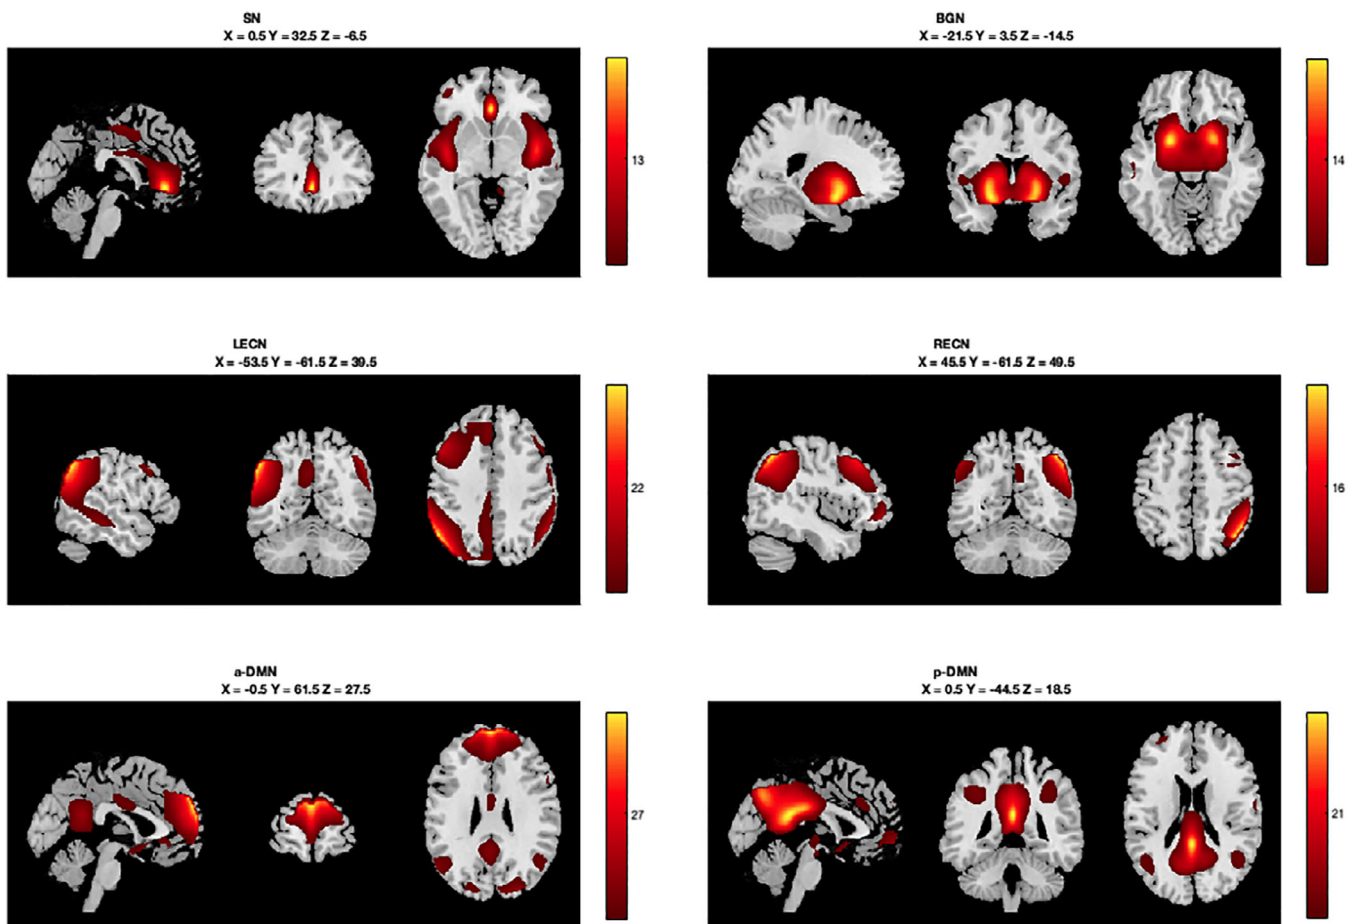 SN
X = 0.5 Y = 32.5 Z = -6.5
13
BGN
X = -21.5 Y = 3.5 Z = -14.5
14
LECN
X = -53.5 Y = -61.5 Z = 39.5
22
RECN
X = 45.5 Y = -61.5 Z = 49.5
16
a-DMN
X = -0.5 Y = 61.5 Z = 27.5
27
p-DMN
X = 0.5 Y = -44.5 Z = 18.5
21